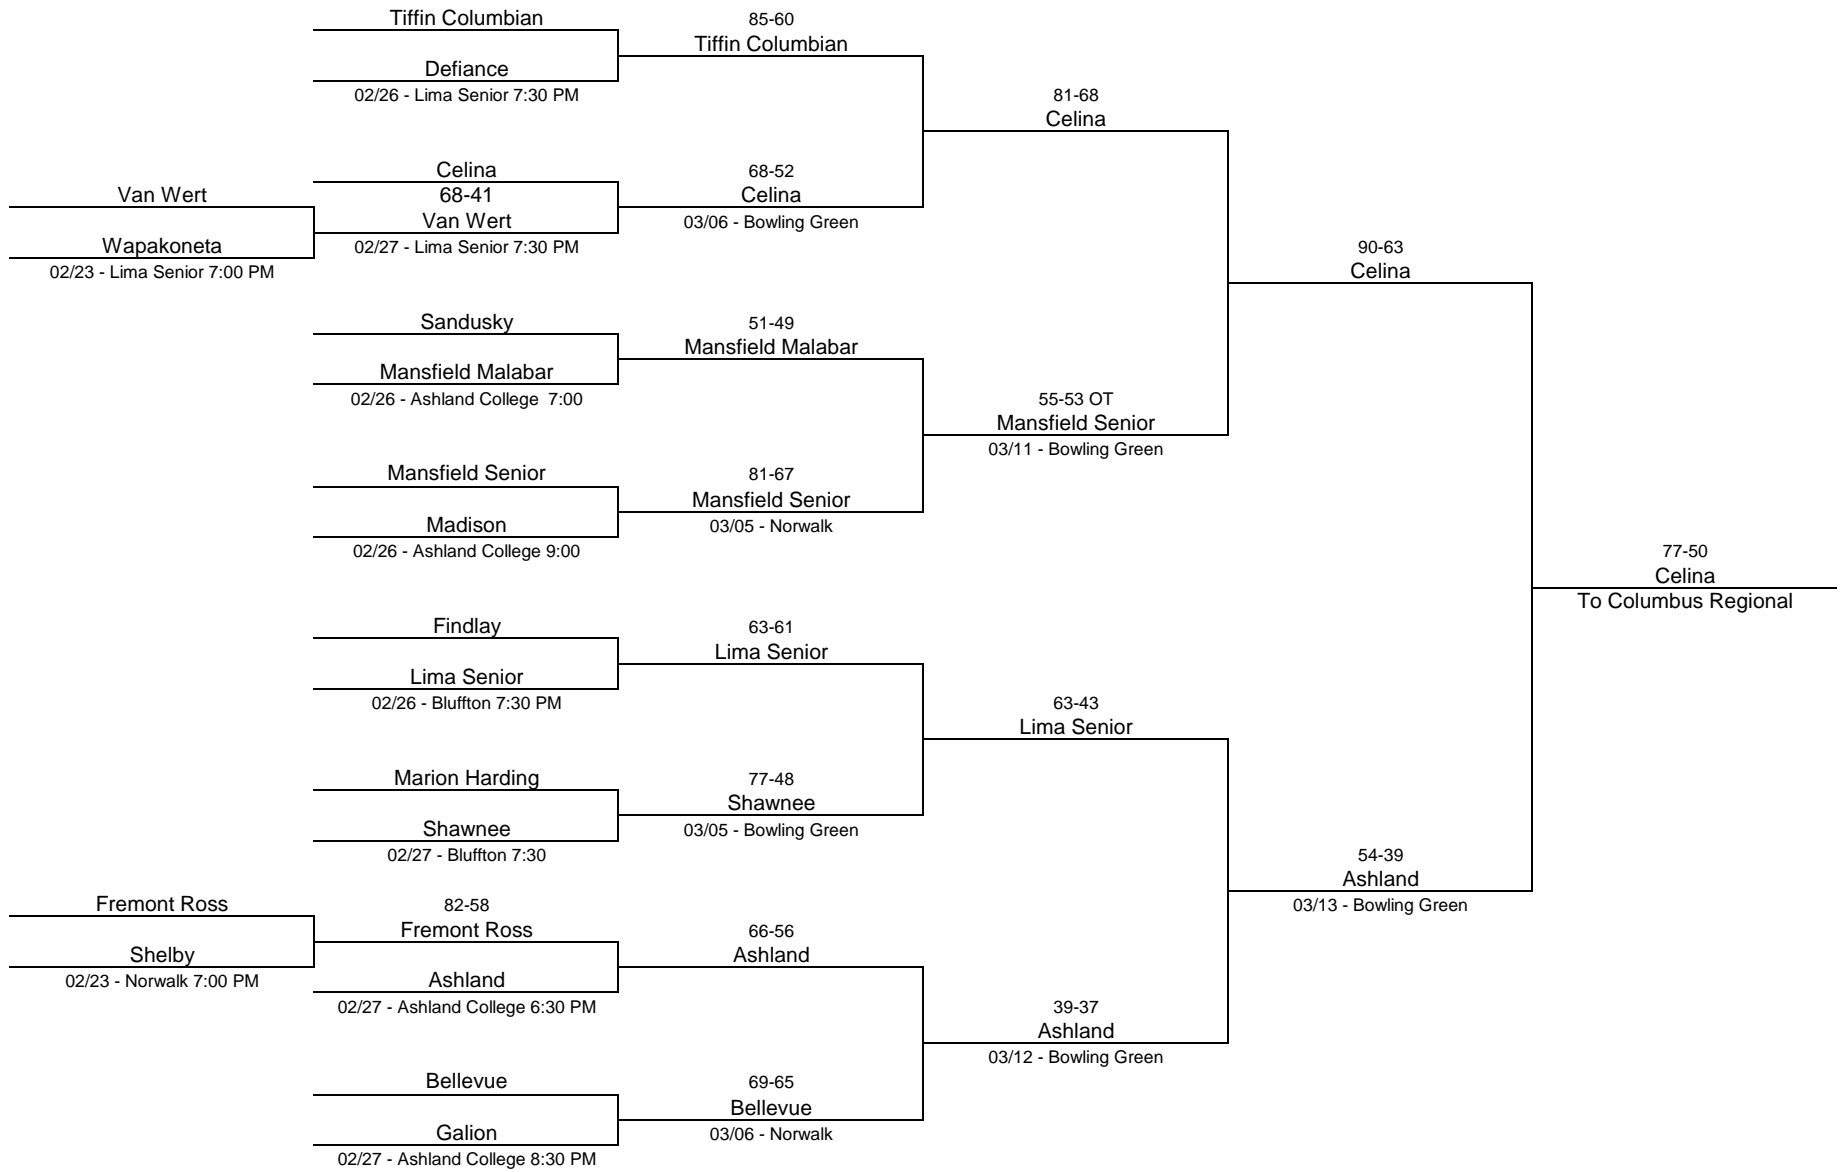 Van Wert
Wapakoneta
02/23 - Lima Senior 7:00 PM
Fremont Ross
Shelby
02/23 - Norwalk 7:00 PM
Tiffin Columbian
Defiance
02/26 - Lima Senior 7:30 PM
Celina
68-41
Van Wert
02/27 - Lima Senior 7:30 PM
Sandusky
Mansfield Malabar
02/26 - Ashland College  7:00
Mansfield Senior
Madison
02/26 - Ashland College 9:00
Findlay
Lima Senior
02/26 - Bluffton 7:30 PM
Marion Harding
Shawnee
02/27 - Bluffton 7:30
82-58
Fremont Ross
Ashland
02/27 - Ashland College 6:30 PM
Bellevue
Galion
02/27 - Ashland College 8:30 PM
85-60
Tiffin Columbian
68-52
Celina
03/06 - Bowling Green
51-49
Mansfield Malabar
81-67
Mansfield Senior
03/05 - Norwalk
63-61
Lima Senior
77-48
Shawnee
03/05 - Bowling Green
66-56
Ashland
69-65
Bellevue
03/06 - Norwalk
81-68
Celina
55-53 OT
Mansfield Senior
03/11 - Bowling Green
63-43
Lima Senior
39-37
Ashland
03/12 - Bowling Green
90-63
Celina
54-39
Ashland
03/13 - Bowling Green
77-50
Celina
To Columbus Regional